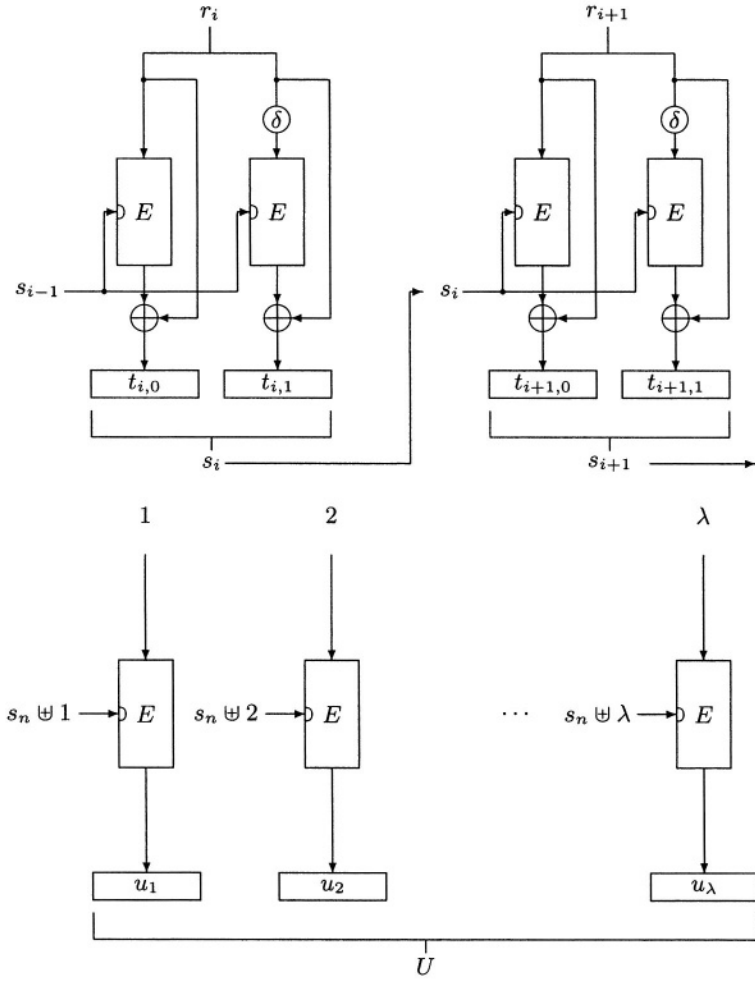 r_i r_{i+1}
δ δ
E E E E
s_{i-1} s_i
t_{i,0} t_{i,1} t_{i+1,0} t_{i+1,1}
s_i s_{i+1}
1 2 λ
s_n ⊎ 1 E s_n ⊎ 2 E ··· s_n ⊎ λ E
u_1 u_2 u_λ
U